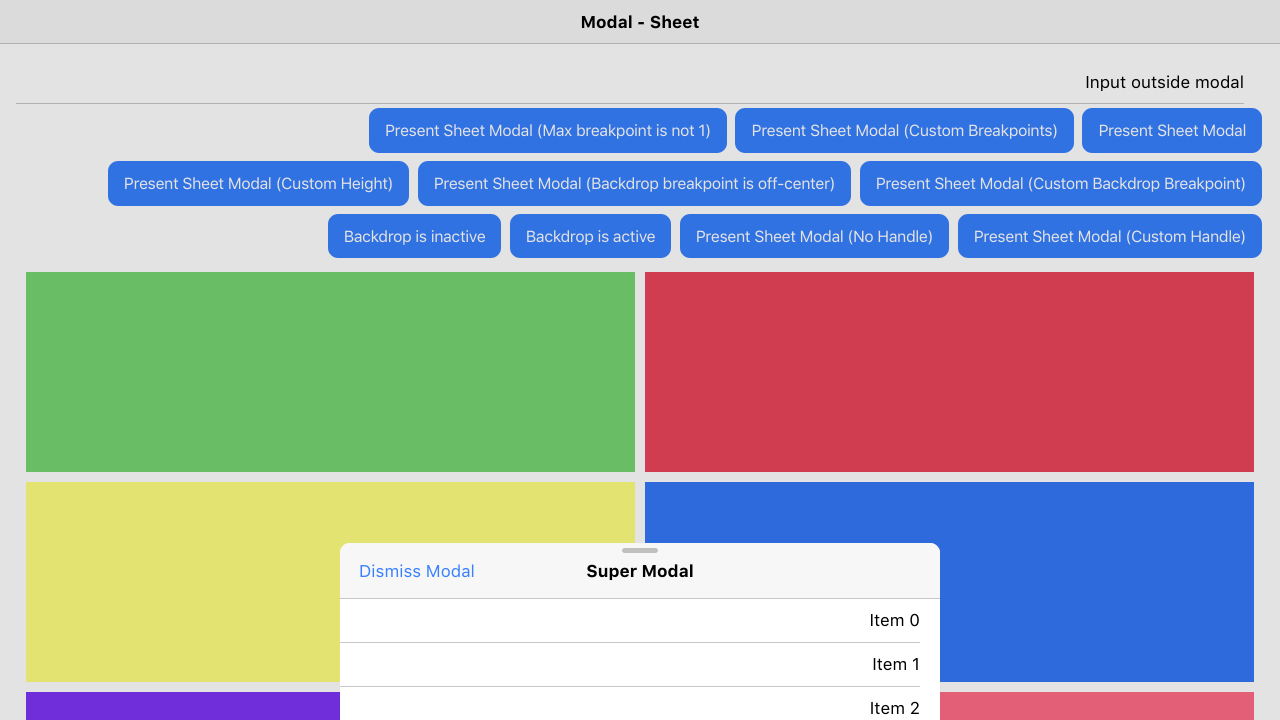 Modal - Sheet
Input outside modal
Present Sheet Modal
Present Sheet Modal (Custom Breakpoints)
Present Sheet Modal (Max breakpoint is not 1)
Present Sheet Modal (Custom Backdrop Breakpoint)
Present Sheet Modal (Backdrop breakpoint is off-center)
Present Sheet Modal (Custom Height)
Present Sheet Modal (Custom Handle)
Present Sheet Modal (No Handle)
Backdrop is active
Backdrop is inactive
Dismiss Modal
Super Modal
Item 0
Item 1
Item 2